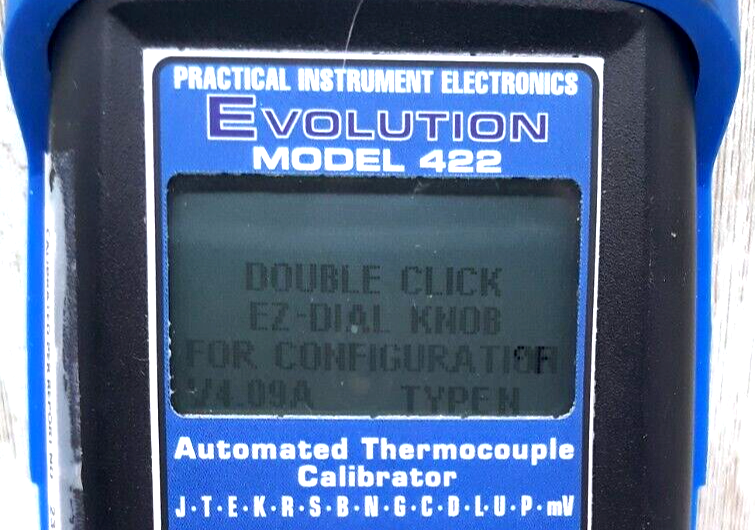 PRACTICAL INSTRUMENT ELECTRONICS
EVOLUTION
MODEL 422
DOUBLE CLICK
EZ-DIAL KNOB
FOR CONFIGURATION
V4.09A TYPE N
Automated Thermocouple
Calibrator
J·T·E·K·R·S·B·N·G·C·D·L·U·P·mV